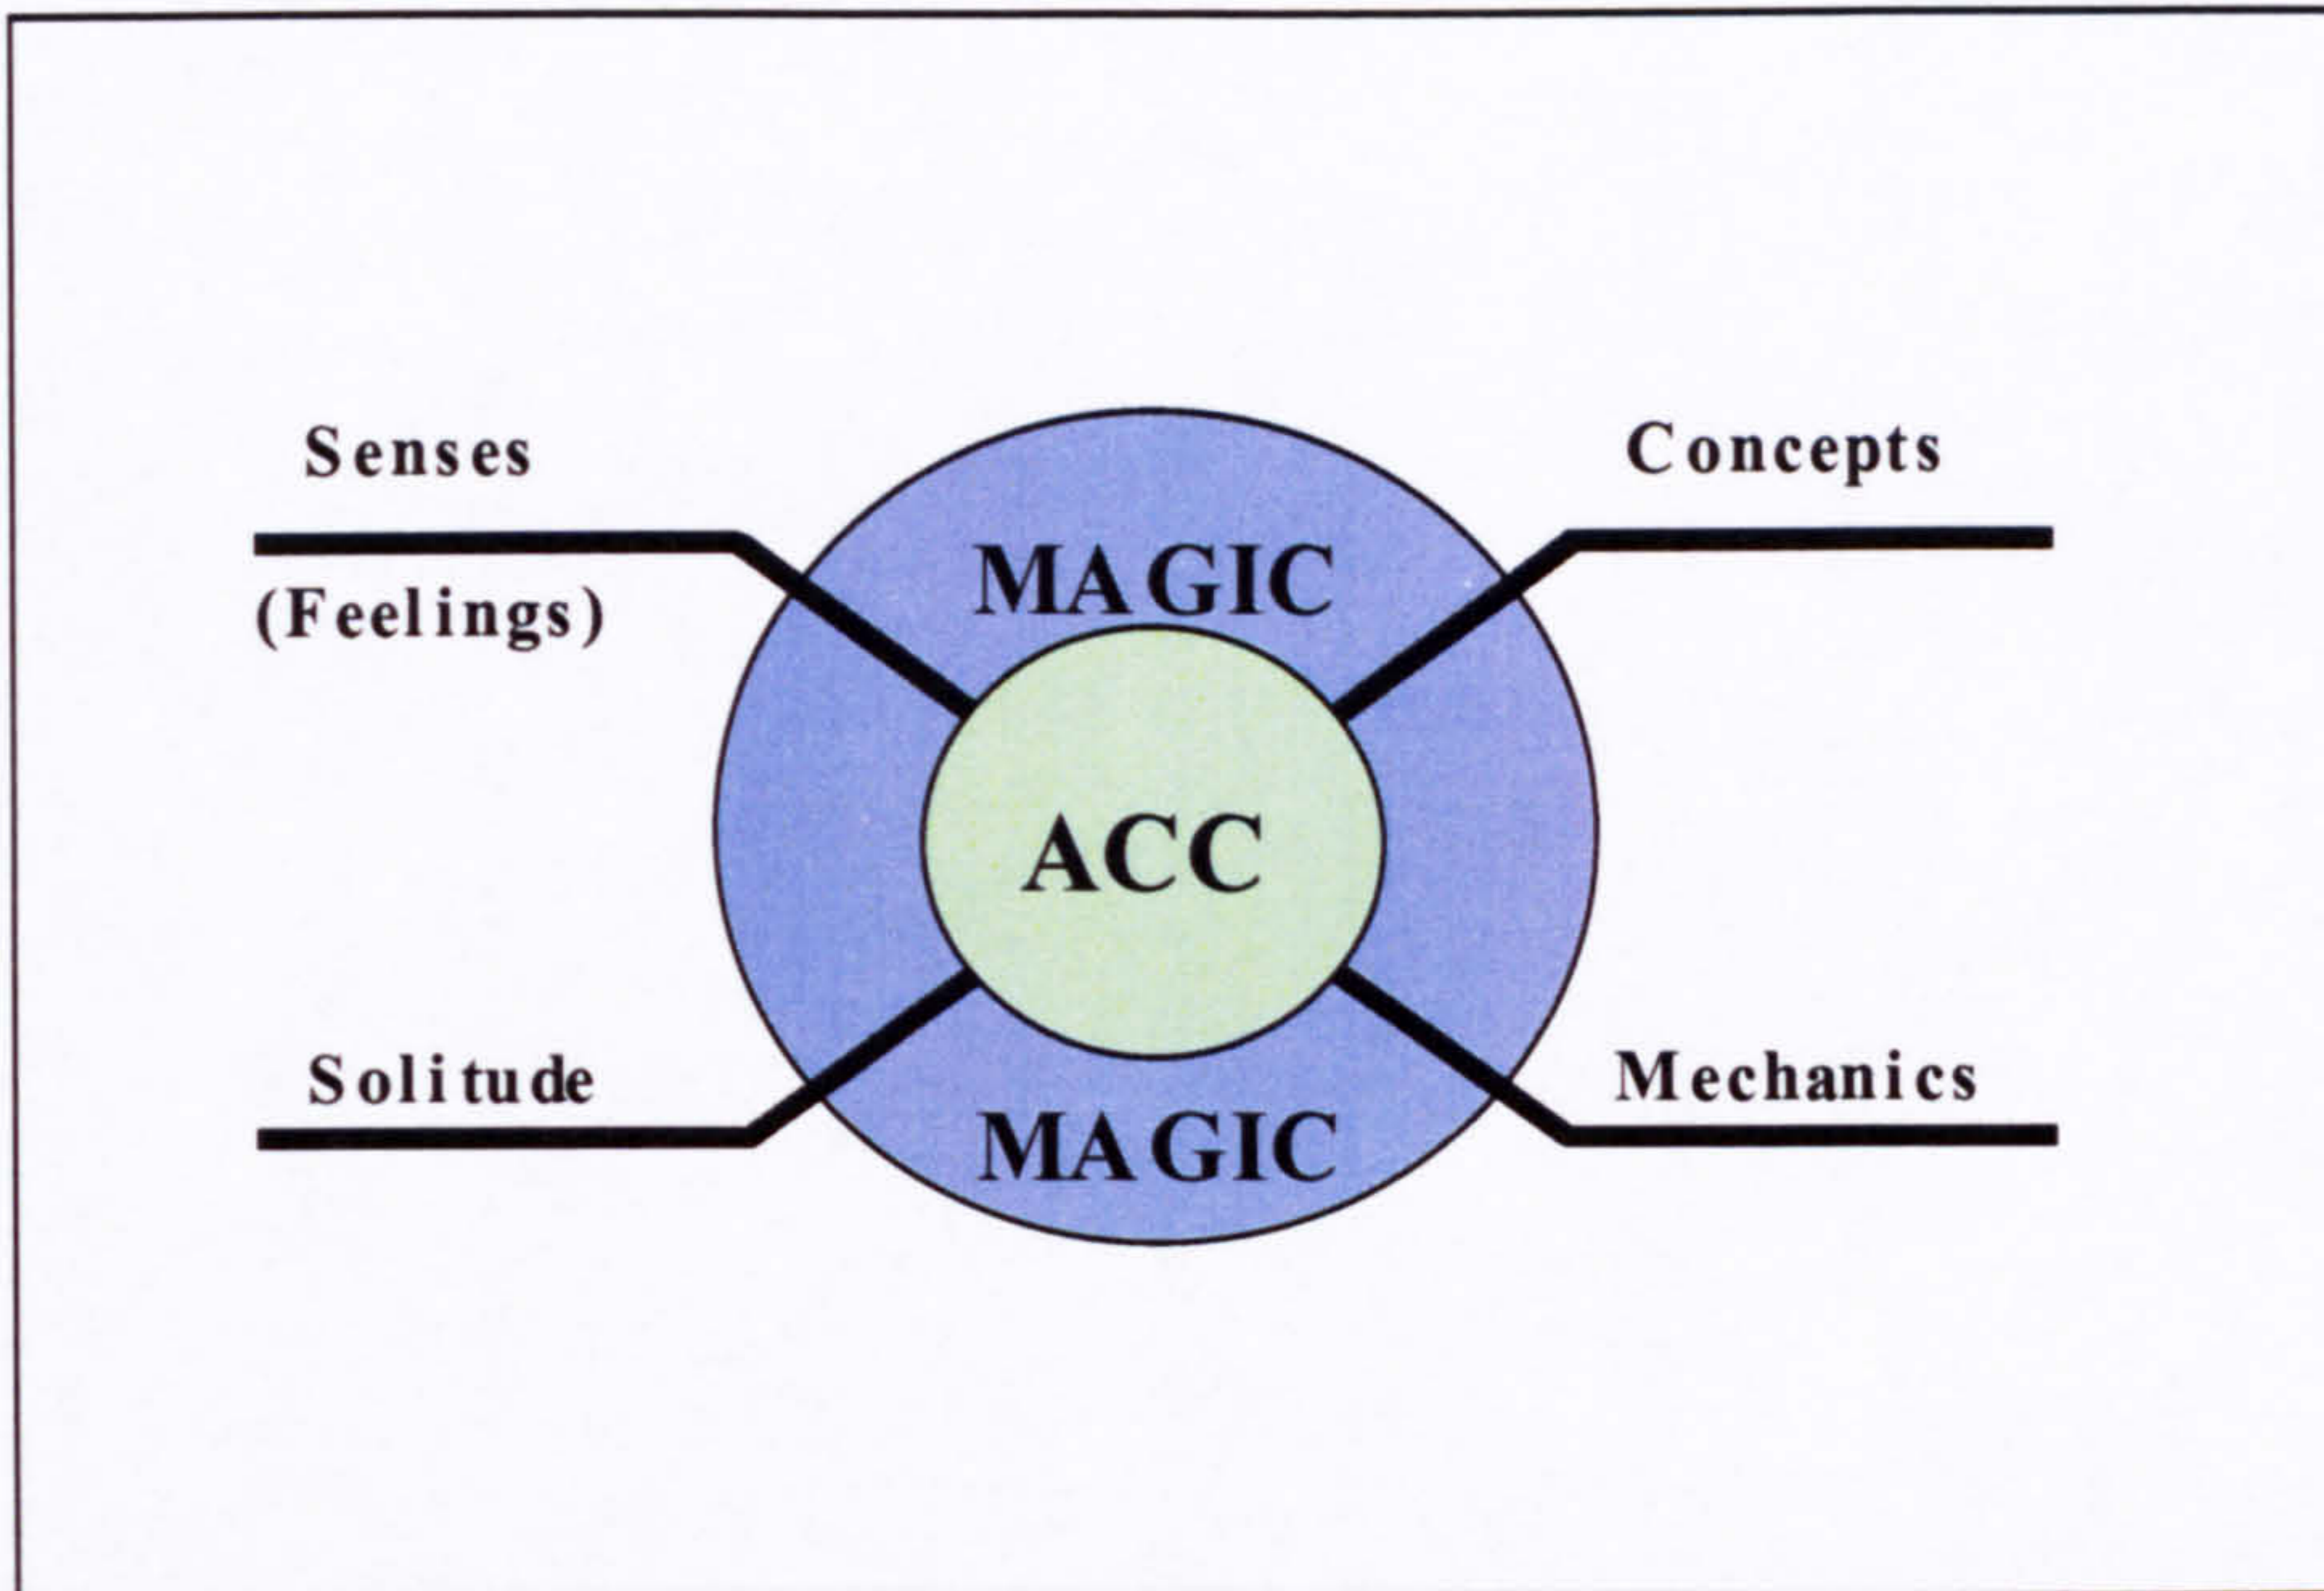 Senses
Concepts
(Feelings)
MAGIC
ACC
Solitude
Mechanics
MAGIC